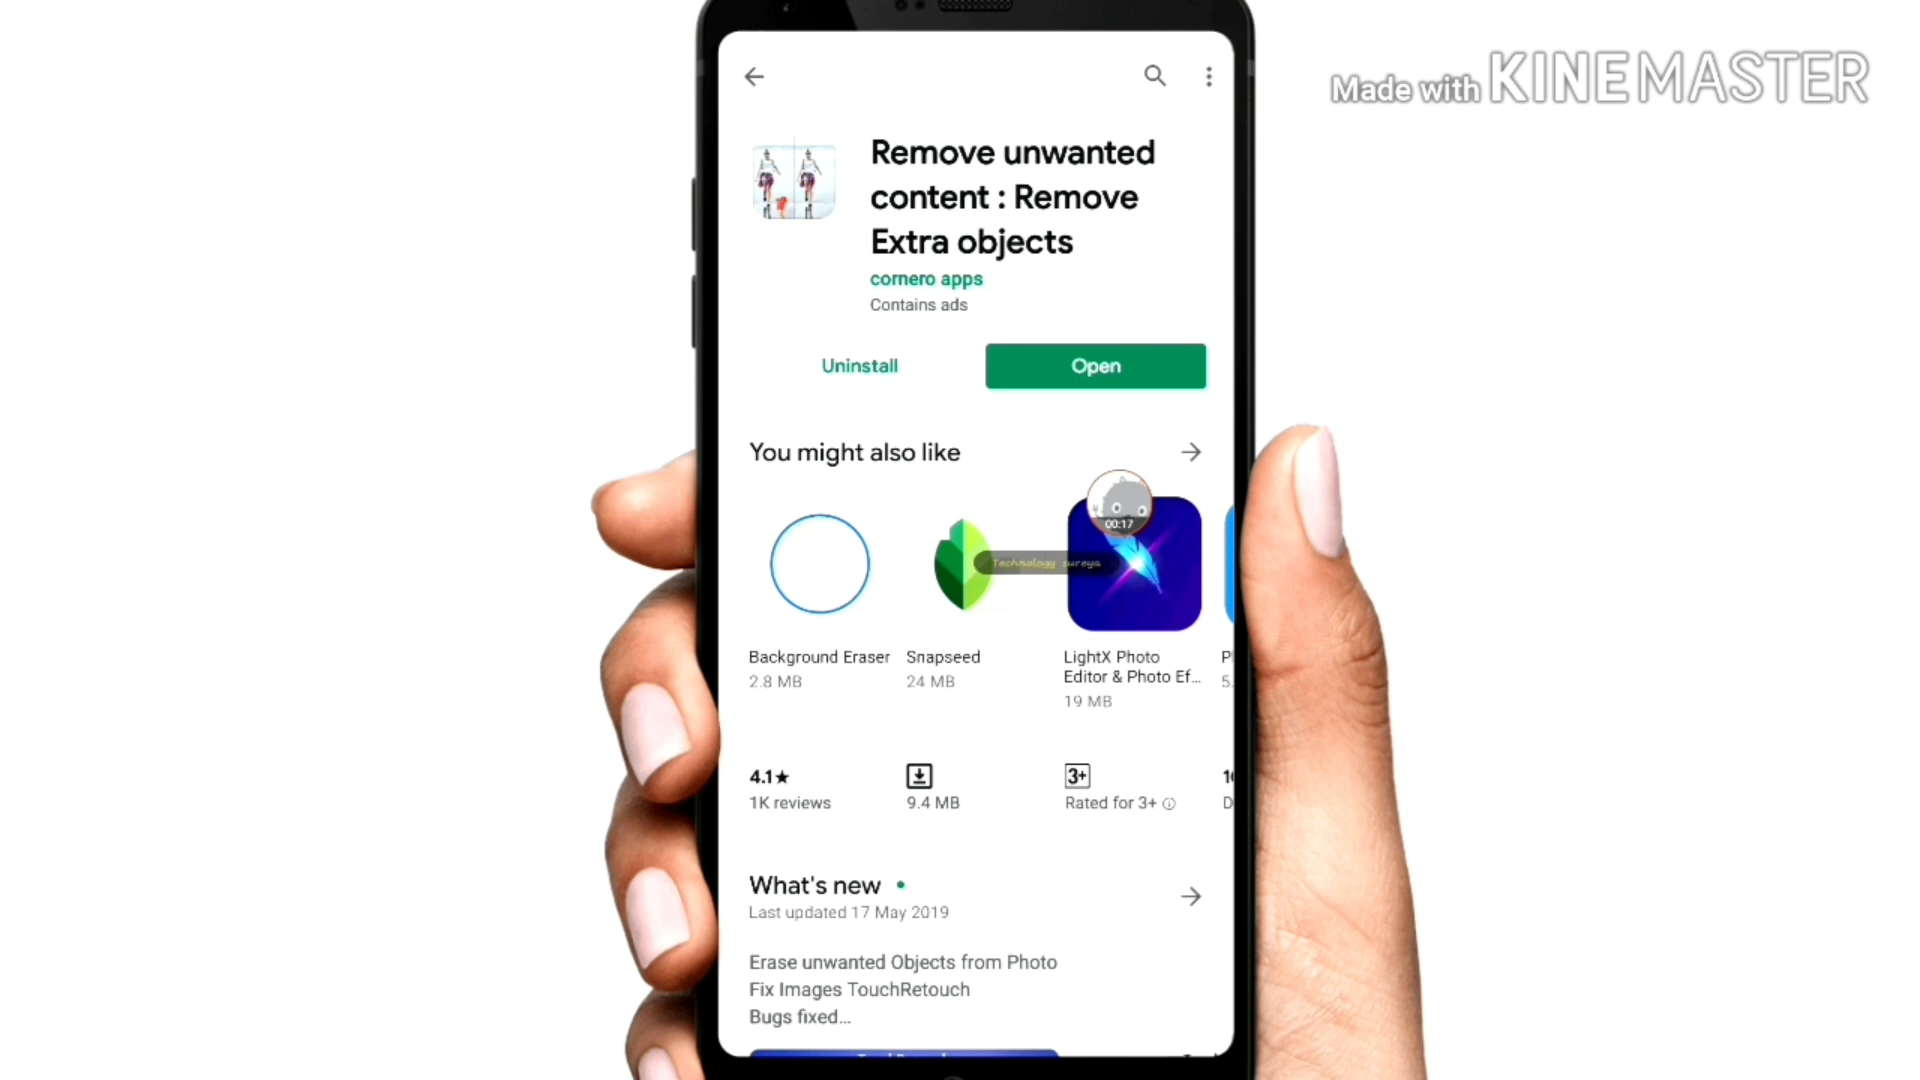 Made with KINEMASTER
Remove unwanted
content : Remove
Extra objects
cornero apps
Contains ads
Uninstall
Open
You might also like
00:17
Technology sureya
Background Eraser
Snapseed
LightX Photo
Editor & Photo Ef...
2.8 MB
24 MB
19 MB
4.1★
3+
1K reviews
9.4 MB
Rated for 3+
What's new
Last updated 17 May 2019
Erase unwanted Objects from Photo
Fix Images TouchRetouch
Bugs fixed...